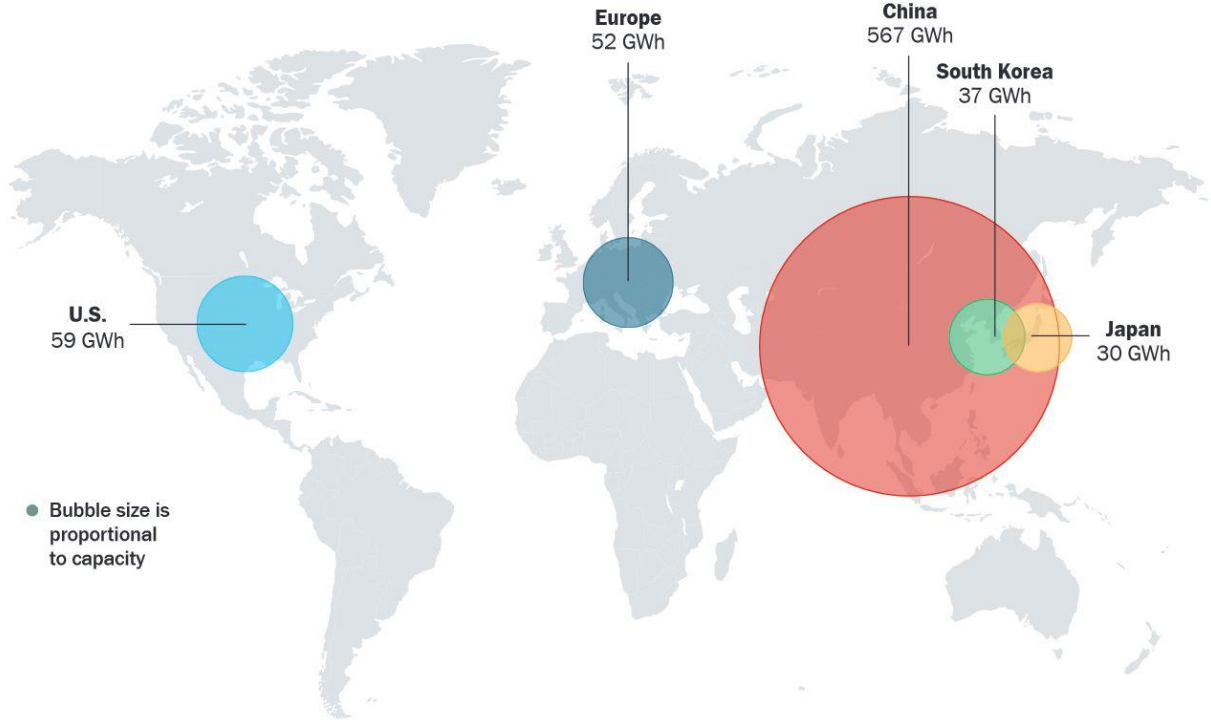 Europe
52 GWh
China
567 GWh
South Korea
37 GWh
U.S.
59 GWh
Japan
30 GWh
Bubble size is
proportional
to capacity